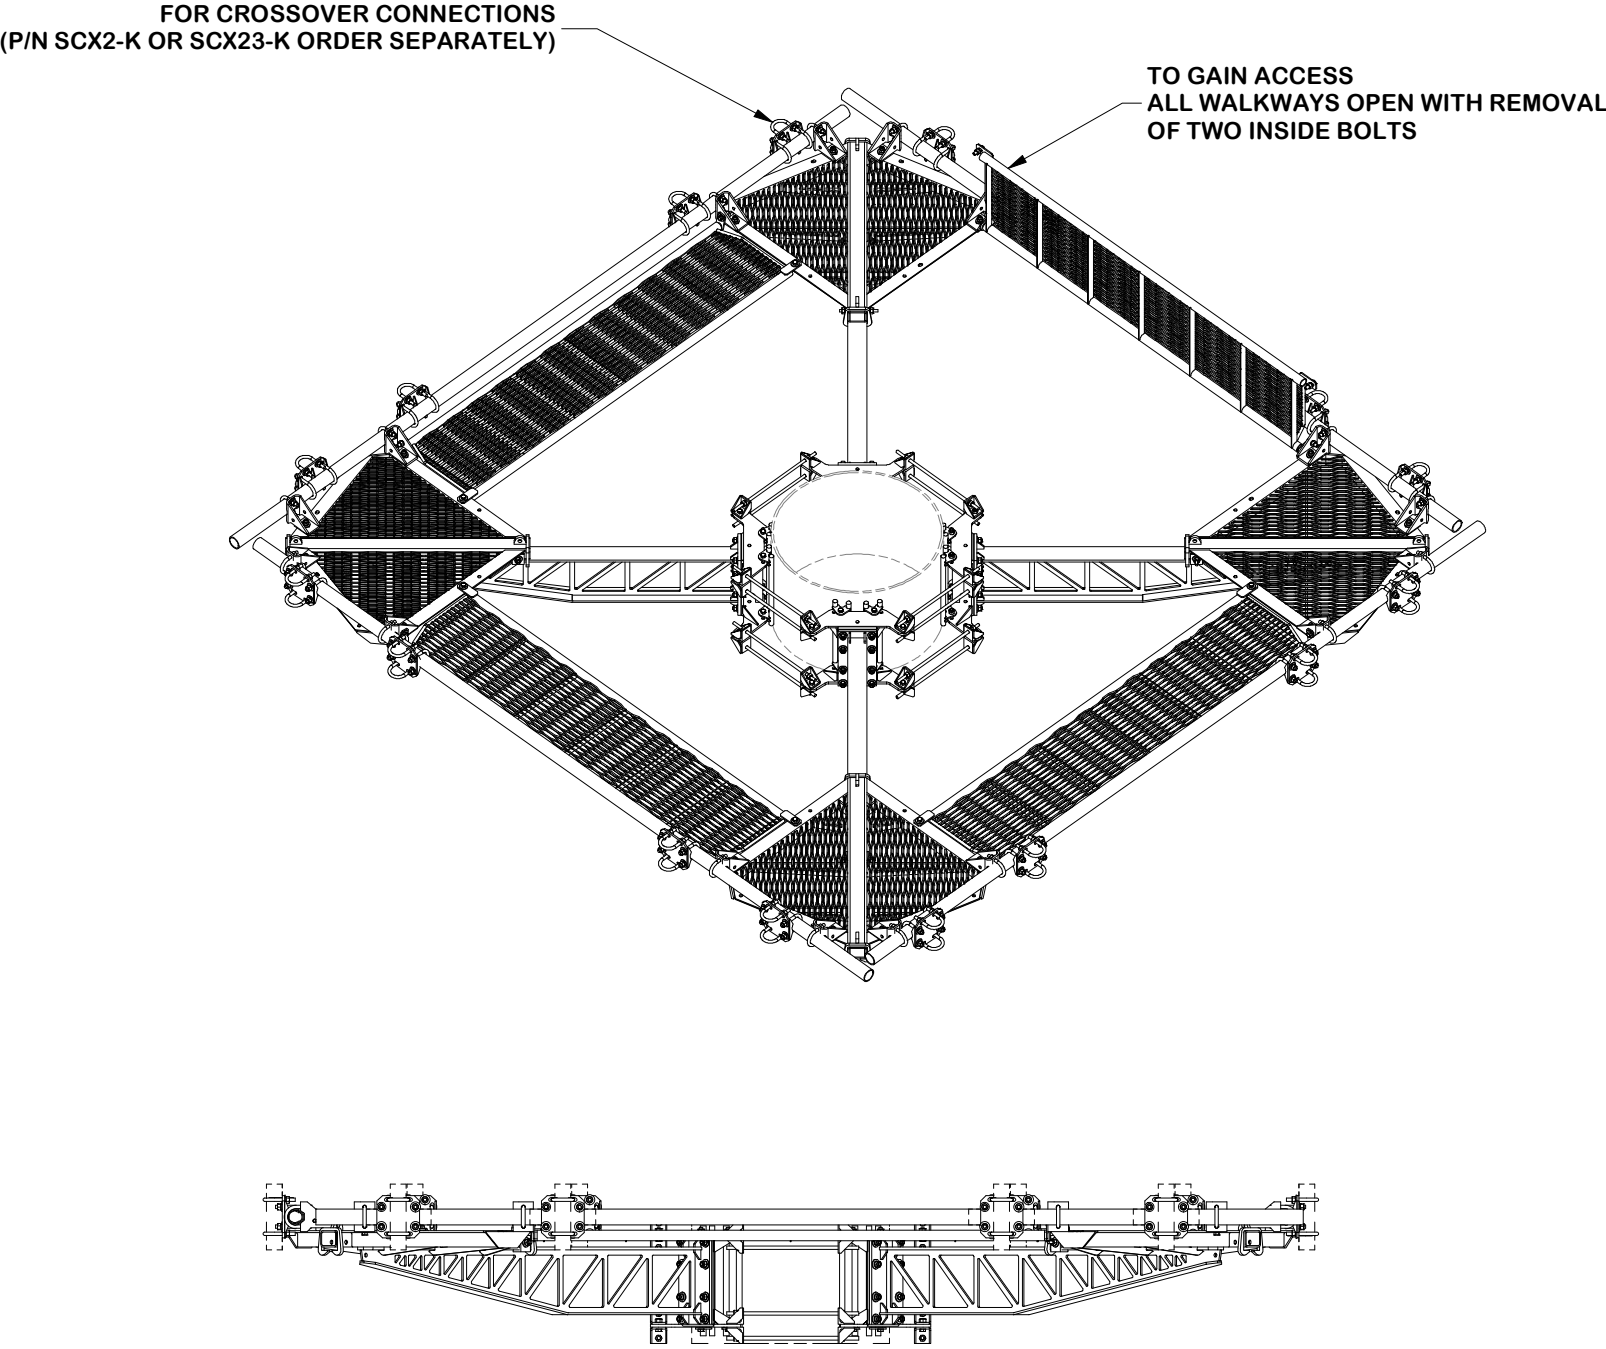 FOR CROSSOVER CONNECTIONS
(P/N SCX2-K OR SCX23-K ORDER SEPARATELY)
TO GAIN ACCESS
ALL WALKWAYS OPEN WITH REMOVAL
OF TWO INSIDE BOLTS